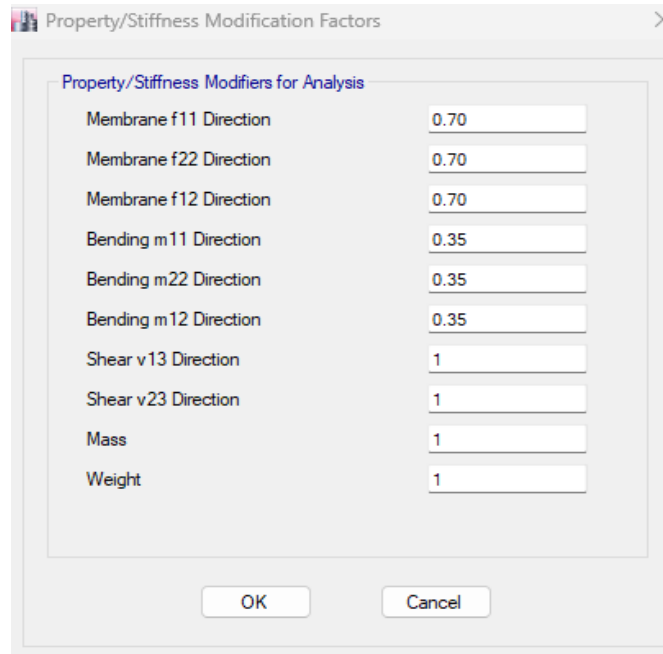 Property/Stiffness Modification Factors
Property/Stiffness Modifiers for Analysis
Membrane f11 Direction 0.70
Membrane f22 Direction 0.70
Membrane f12 Direction 0.70
Bending m11 Direction 0.35
Bending m22 Direction 0.35
Bending m12 Direction 0.35
Shear v13 Direction 1
Shear v23 Direction 1
Mass 1
Weight 1
OK Cancel